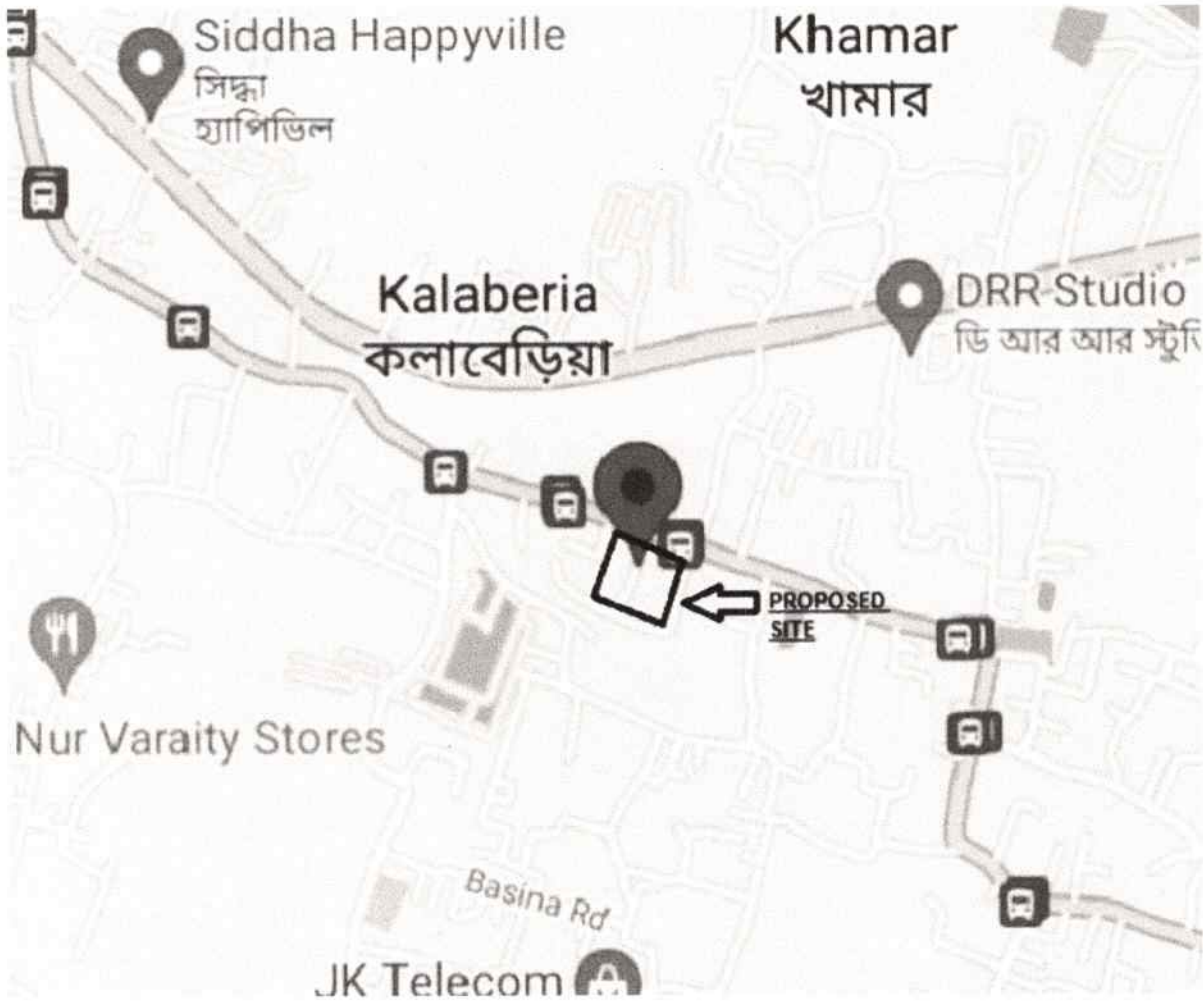 Siddha Happyville
সিদ্ধা
হ্যাপিভিল
Khamar
খামার
Kalaberia
কলাবেড়িয়া
DRR Studio
ডি আর আর
PROPOSED
SITE
Nur Varaity Stores
Basina Rd
JK Telecom